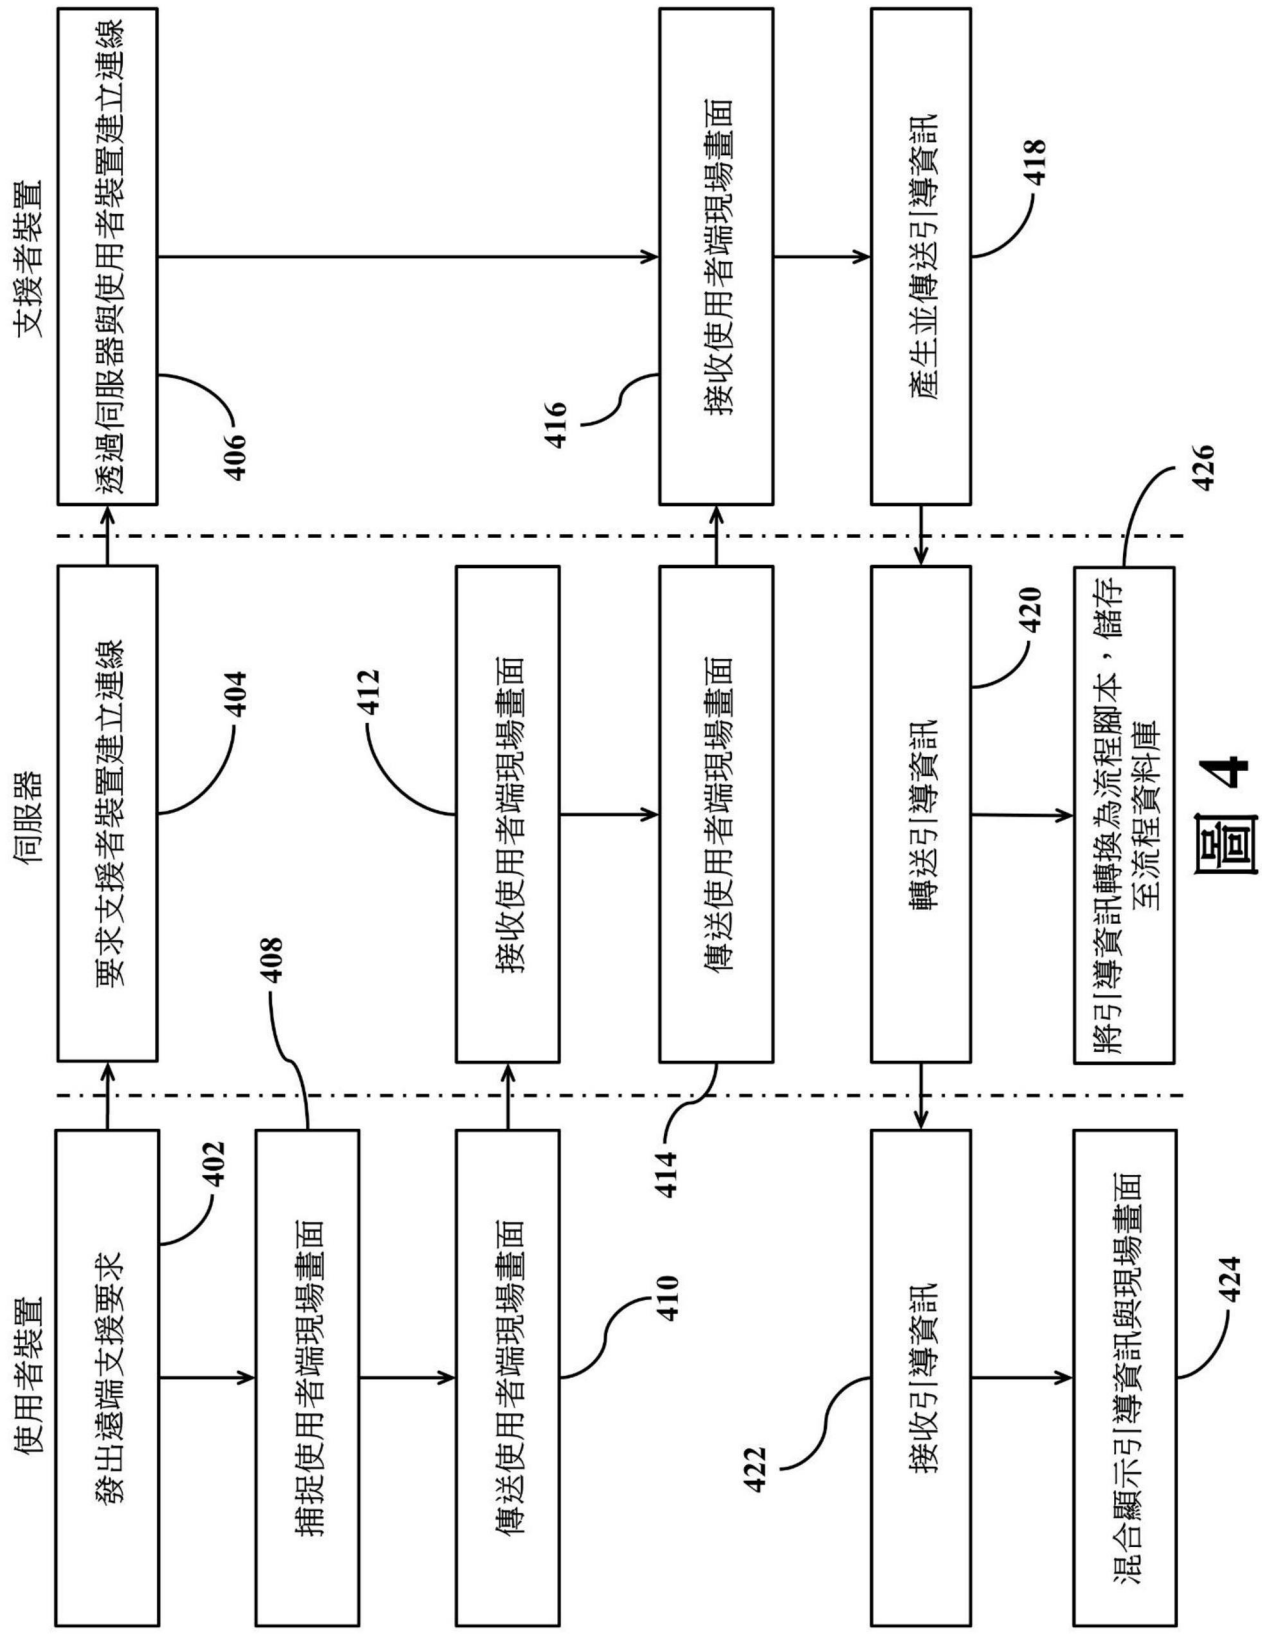 使用者裝置
伺服器
支援者裝置
發出遠端支援要求
402
要求支援者裝置建立連線
404
透過伺服器與使用者裝置建立連線
406
捕捉使用者端現場畫面
408
傳送使用者端現場畫面
410
接收使用者端現場畫面
412
傳送使用者端現場畫面
414
接收使用者端現場畫面
416
產生並傳送引導資訊
418
轉送引導資訊
420
接收引導資訊
422
混合顯示引導資訊與現場畫面
424
將引導資訊轉換為流程腳本，儲存
至流程資料庫
426
圖 4